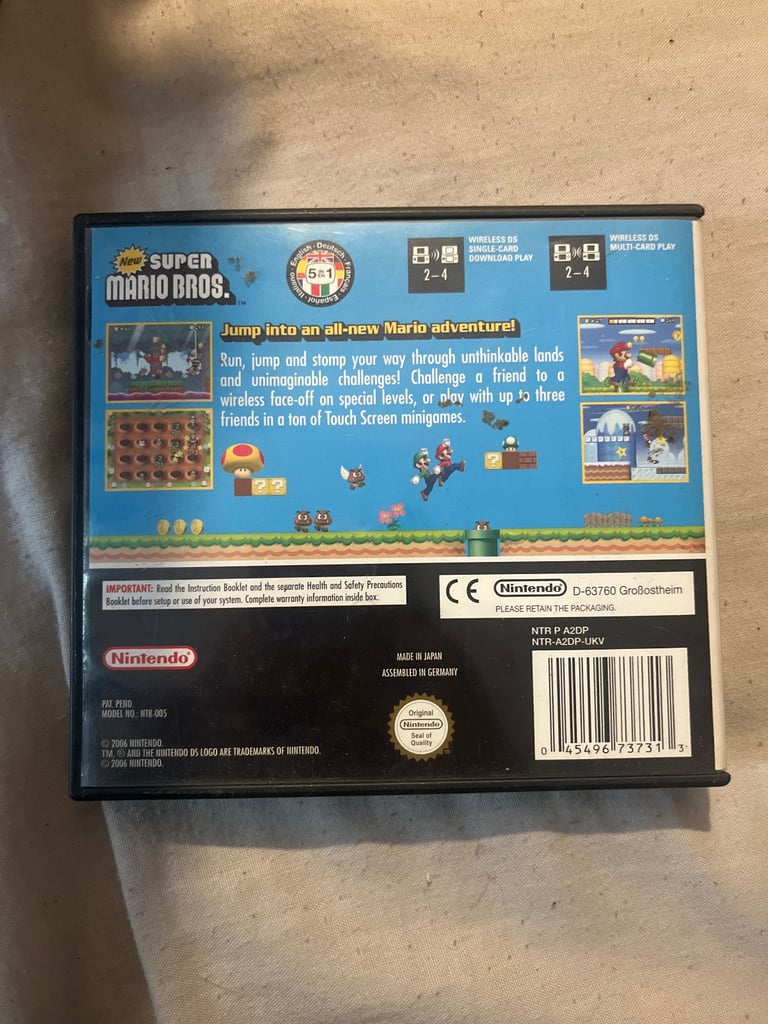 New SUPER
MARIO BROS.™
English · Deutsch · Français · Español · Italiano
5 IN 1
WIRELESS DS
SINGLE-CARD
DOWNLOAD PLAY
2–4
WIRELESS DS
MULTI-CARD PLAY
2–4
Jump into an all-new Mario adventure!
Run, jump and stomp your way through unthinkable lands
and unimaginable challenges! Challenge a friend to a
wireless face-off on special levels, or play with up to three
friends in a ton of Touch Screen minigames.
IMPORTANT: Read the Instruction Booklet and the separate Health and Safety Precautions
Booklet before setup or use of your system. Complete warranty information inside box.
CE Nintendo® D-63760 Großostheim
PLEASE RETAIN THE PACKAGING.
NTR P A2DP
NTR-A2DP-UKV
Nintendo®
MADE IN JAPAN
ASSEMBLED IN GERMANY
PAT. PEND.
MODEL NO.: NTR-005
Original
Nintendo
Seal of
Quality
TM
© 2006 NINTENDO.
TM, ® AND THE NINTENDO DS LOGO ARE TRADEMARKS OF NINTENDO.
© 2006 NINTENDO.
0 45496 73731 3